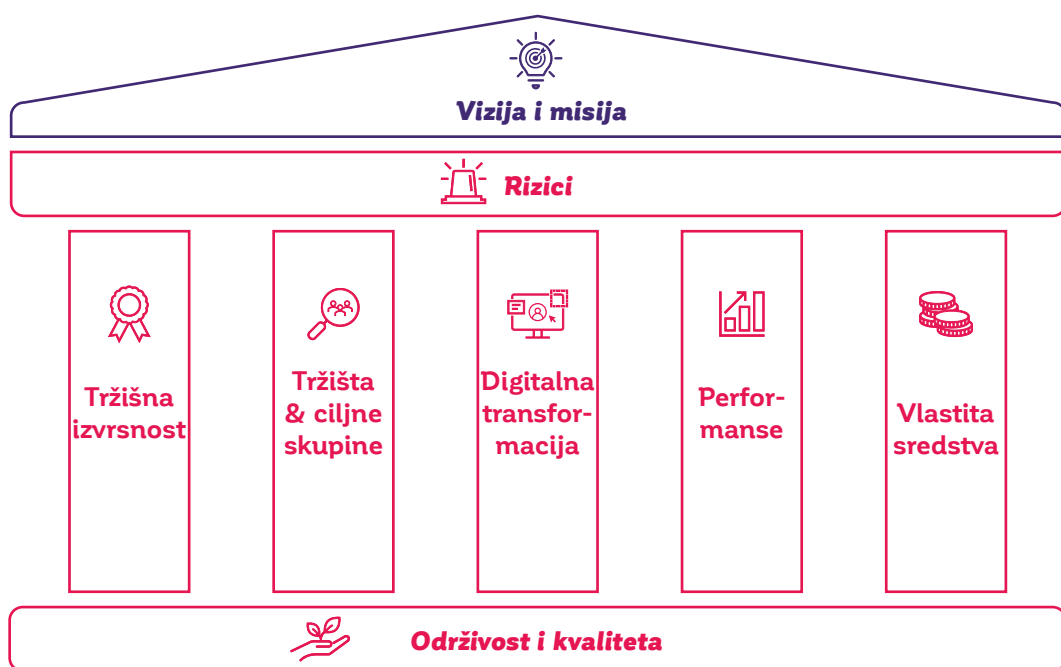 Vizija i misija
Rizici
Tržišna
izvrsnost
Tržišta
& ciljne
skupine
Digitalna
transfor-
macija
Perfor-
manse
Vlastita
sredstva
Održivost i kvaliteta